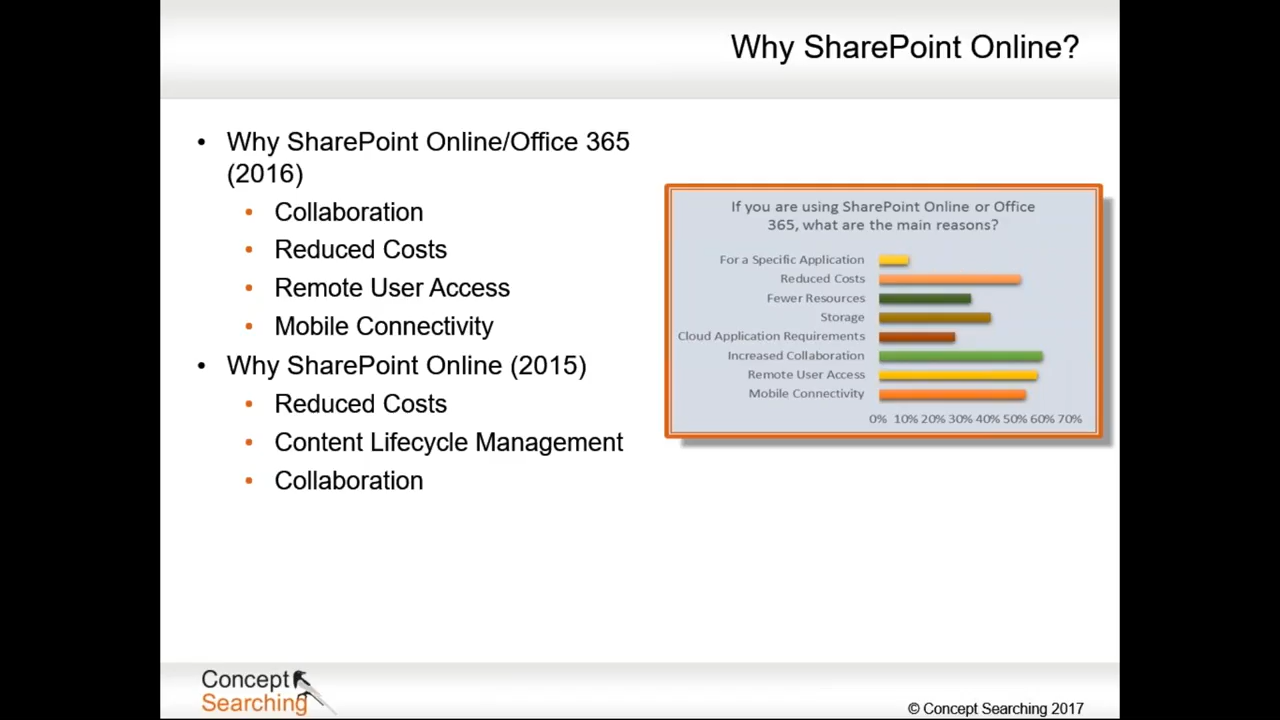 Why SharePoint Online?
• Why SharePoint Online/Office 365
(2016)
• Collaboration
• Reduced Costs
• Remote User Access
• Mobile Connectivity
• Why SharePoint Online (2015)
• Reduced Costs
• Content Lifecycle Management
• Collaboration
If you are using SharePoint Online or Office
365, what are the main reasons?
For a Specific Application
Reduced Costs
Fewer Resources
Storage
Cloud Application Requirements
Increased Collaboration
Remote User Access
Mobile Connectivity
0% 10% 20% 30% 40% 50% 60% 70%
Concept
Searching
© Concept Searching 2017